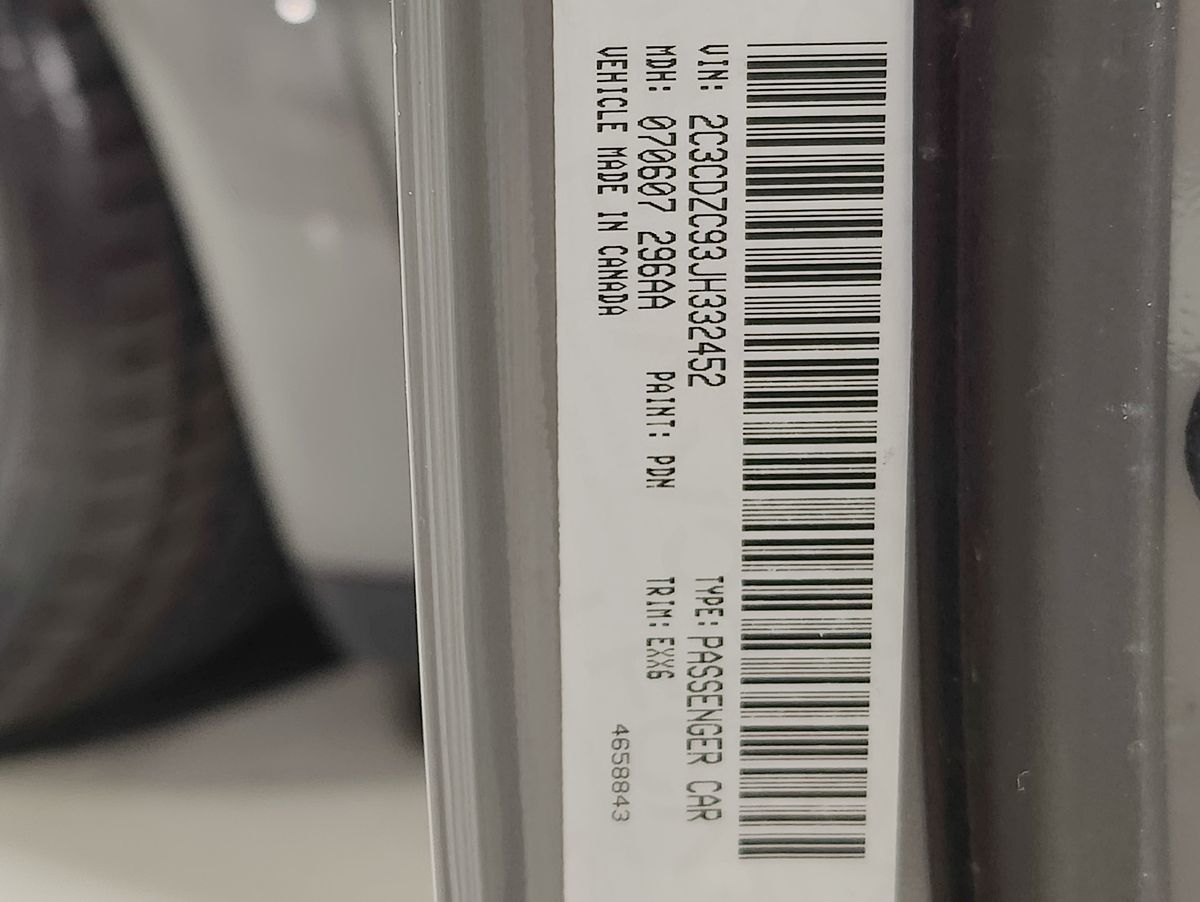 VIN: 2C3CDZC93JH332452 TYPE: PASSENGER CAR
MDH: 070607 296AA PAINT: PDN TRIM: EXX6
VEHICLE MADE IN CANADA
4658843